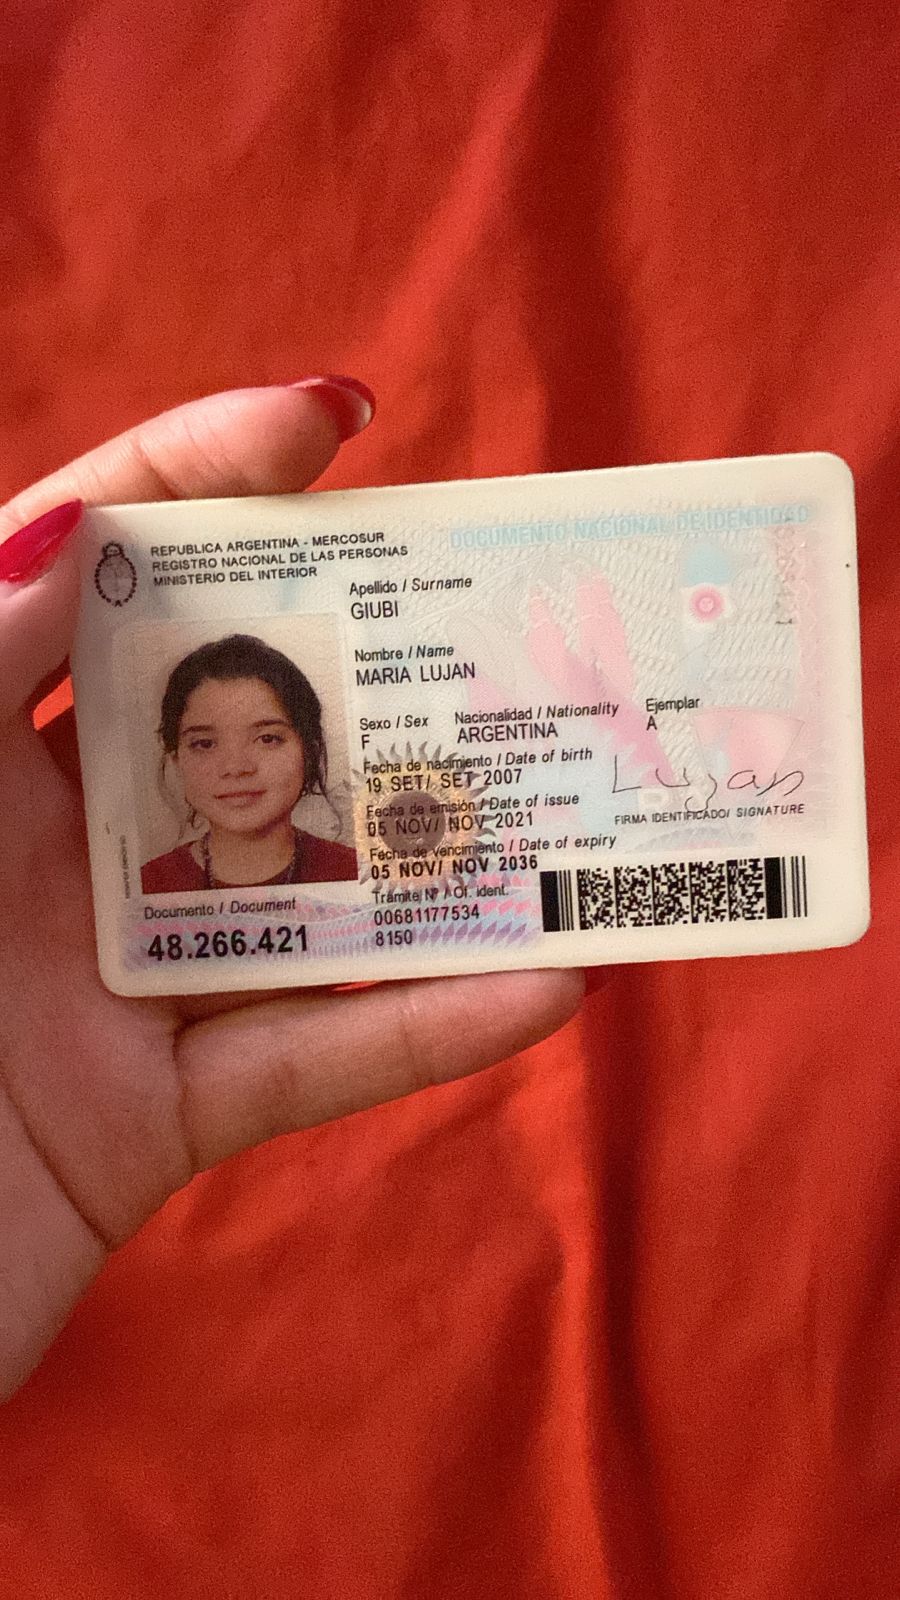 REPUBLICA ARGENTINA - MERCOSUR
REGISTRO NACIONAL DE LAS PERSONAS
MINISTERIO DEL INTERIOR
DOCUMENTO NACIONAL DE IDENTIDAD
Apellido / Surname
GIUBI
Nombre / Name
MARIA LUJAN
Sexo / Sex Nacionalidad / Nationality Ejemplar
F ARGENTINA A
Fecha de nacimiento / Date of birth
19 SET/ SET 2007
Fecha de emisión / Date of issue
05 NOV/ NOV 2021
Fecha de vencimiento / Date of expiry
05 NOV/ NOV 2036
Lujan
FIRMA IDENTIFICADO/ SIGNATURE
Documento / Document
48.266.421
Trámite Nº / Of. ident.
00681177534
8150